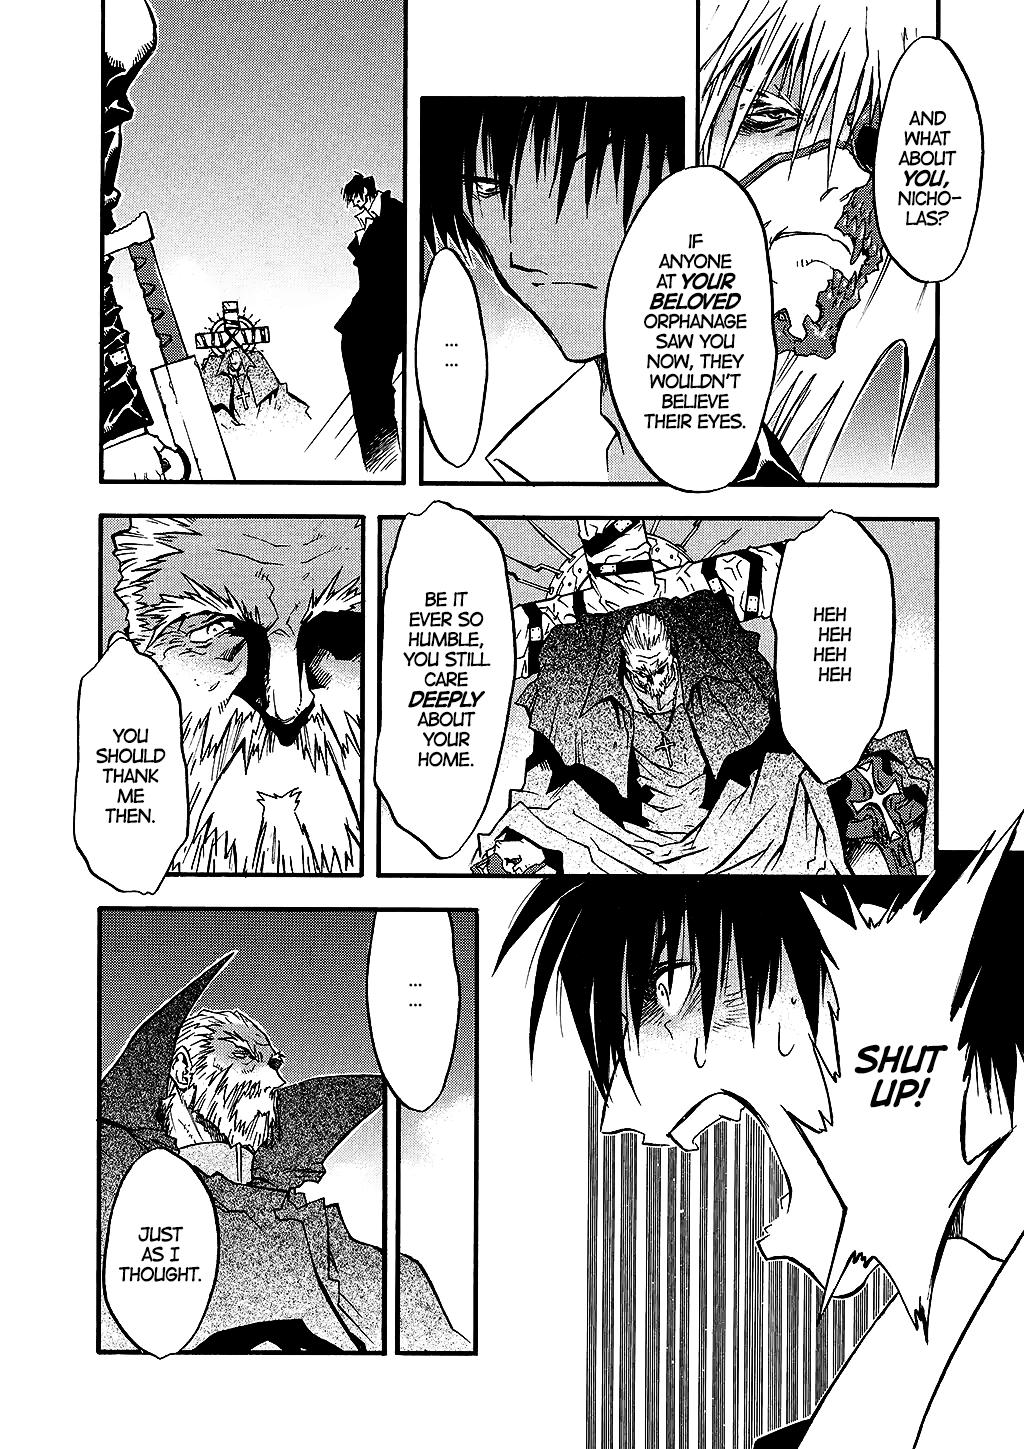 AND
WHAT
ABOUT
YOU,
NICHO-
LAS?
IF
ANYONE
AT YOUR
BELOVED
ORPHANAGE
SAW YOU
NOW, THEY
WOULDN'T
BELIEVE
THEIR EYES.
...
...
HEH
HEH
HEH
HEH
BE IT
EVER SO
HUMBLE,
YOU STILL
CARE
DEEPLY
ABOUT
YOUR
HOME.
YOU
SHOULD
THANK
ME
THEN.
SHUT
UP!
...
...
JUST
AS I
THOUGHT.